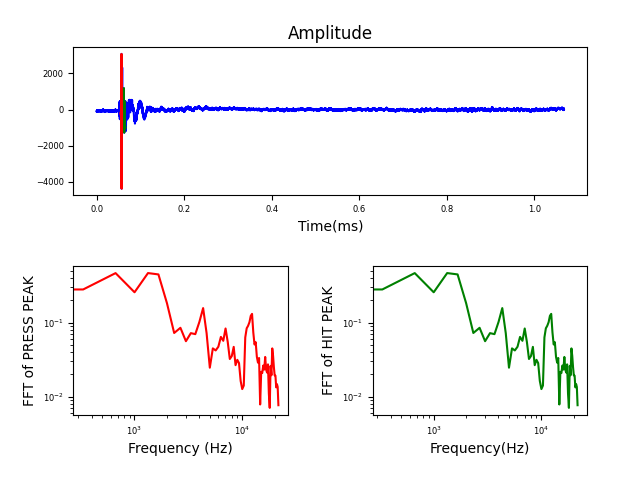 Amplitude
2000
0
−2000
−4000
0.0 0.2 0.4 0.6 0.8 1.0
Time(ms)
FFT of PRESS PEAK
10⁻¹
10⁻²
10³ 10⁴
Frequency (Hz)
FFT of HIT PEAK
10⁻¹
10⁻²
10³ 10⁴
Frequency(Hz)